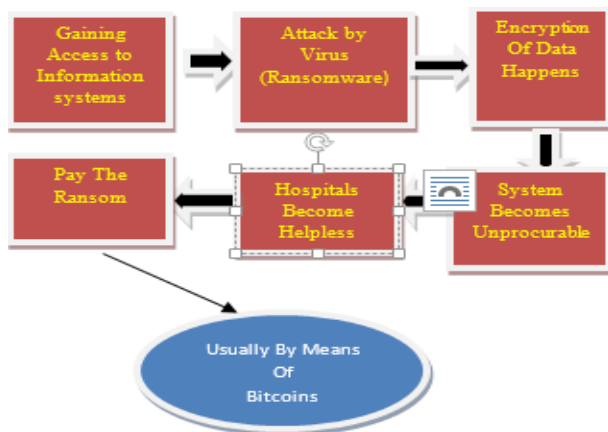 Gaining
Access to
Information
systems
Attack by
Virus
(Ransomware)
Encryption
Of Data
Happens
System
Becomes
Unprocurable
Hospitals
Become
Helpless
Pay The
Ransom
Usually By Means
Of
Bitcoins